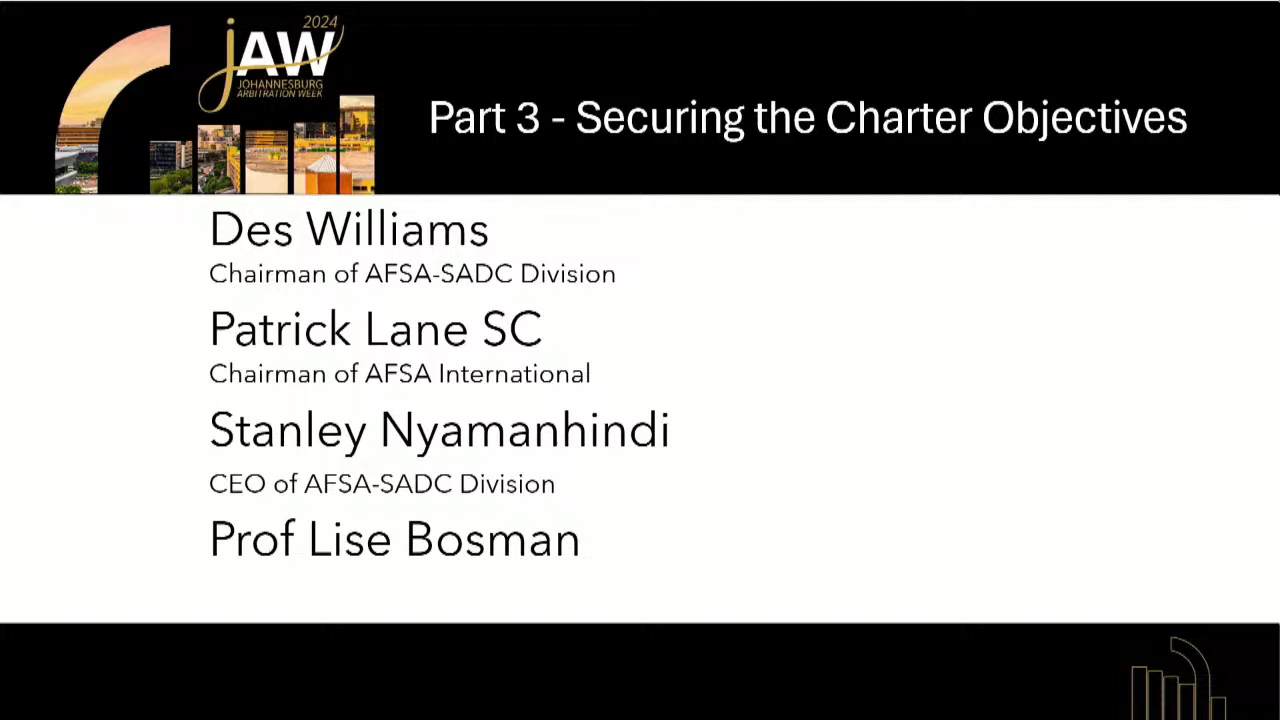 2024
jAW
JOHANNESBURG
ARBITRATION WEEK
Part 3 - Securing the Charter Objectives
Des Williams
Chairman of AFSA-SADC Division
Patrick Lane SC
Chairman of AFSA International
Stanley Nyamanhindi
CEO of AFSA-SADC Division
Prof Lise Bosman